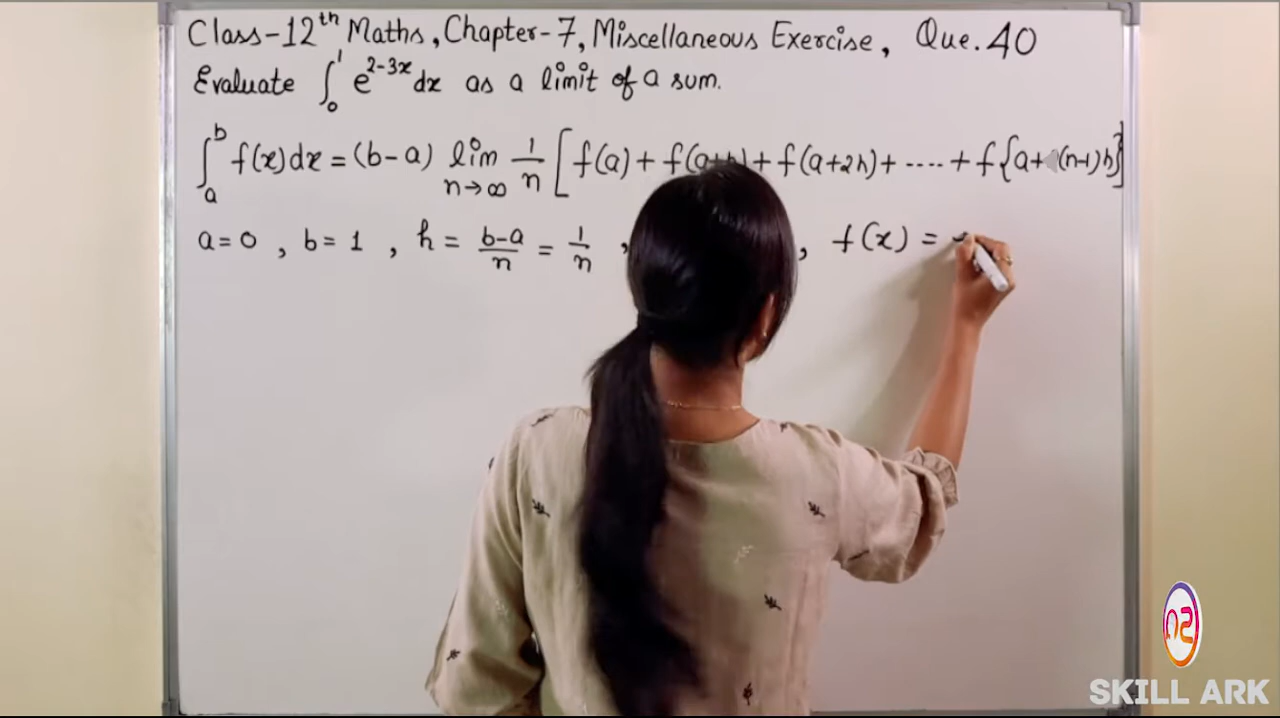 Class-12th Maths, Chapter-7, Miscellaneous Exercise, Que. 40
Evaluate ∫₀¹ e^(2-3x) dx as a limit of a sum.
∫ₐᵇ f(x)dx = (b-a) lim n→∞ 1/n [f(a) + f(a+h) + f(a+2h) + .... + f{a+(n-1)h}]
a = 0 , b = 1 , h = (b-a)/n = 1/n , , f(x) =
SKILL ARK